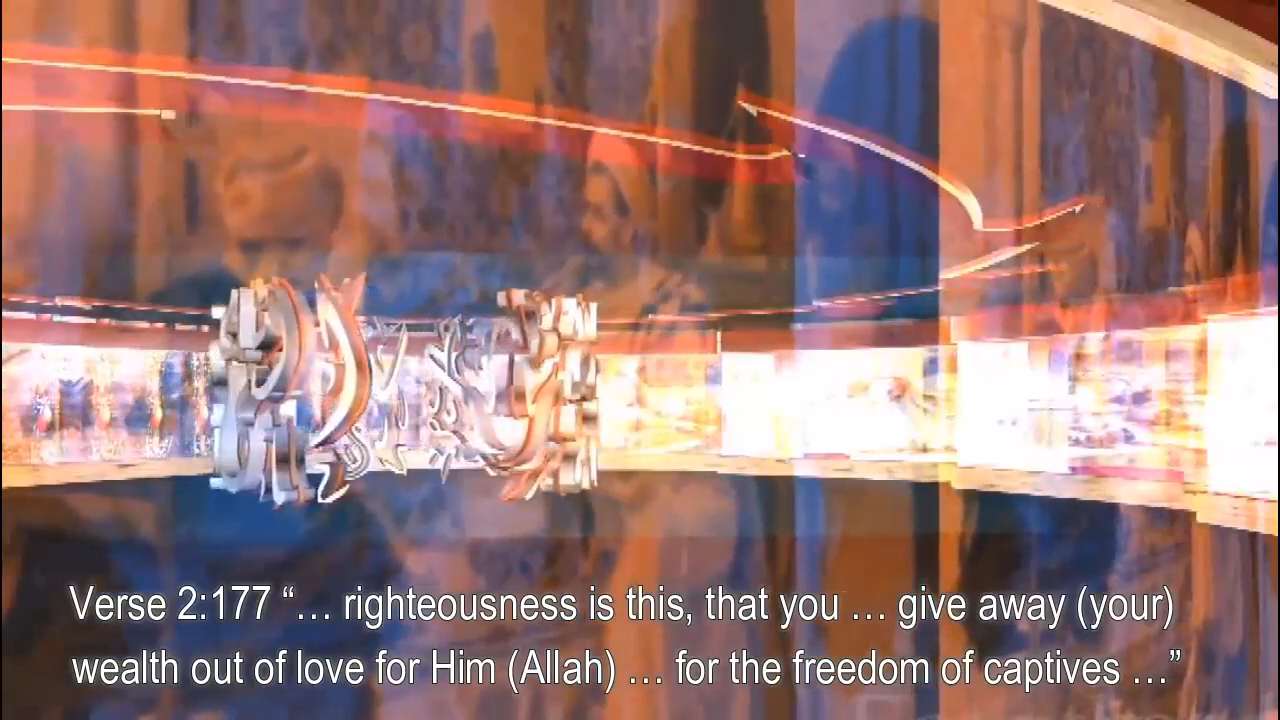 Verse 2:177 “… righteousness is this, that you … give away (your)
wealth out of love for Him (Allah) … for the freedom of captives …”